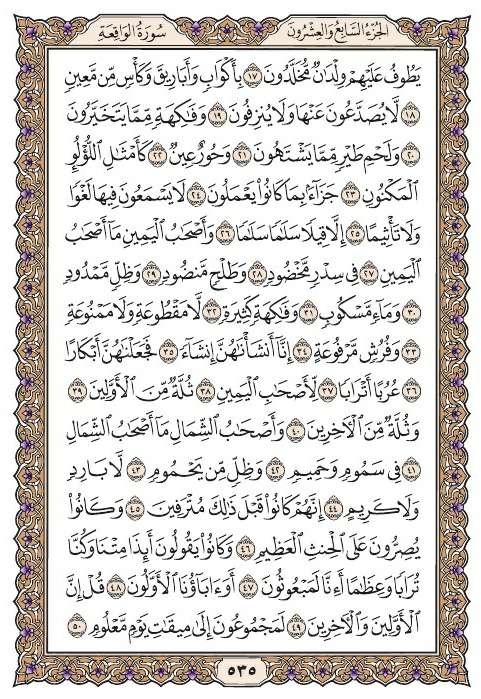 الجزء السابع والعشرون
سورة الواقعة
يَطُوفُ عَلَيْهِمْ وِلْدَٰنٌ مُّخَلَّدُونَ ١٧ بِأَكْوَابٍ وَأَبَارِيقَ وَكَأْسٍ مِّن مَّعِينٍ
١٨ لَّا يُصَدَّعُونَ عَنْهَا وَلَا يُنزِفُونَ ١٩ وَفَٰكِهَةٍ مِّمَّا يَتَخَيَّرُونَ
٢٠ وَلَحْمِ طَيْرٍ مِّمَّا يَشْتَهُونَ ٢١ وَحُورٌ عِينٌ ٢٢ كَأَمْثَٰلِ ٱللُّؤْلُوِٕ
ٱلْمَكْنُونِ ٢٣ جَزَآءًۢ بِمَا كَانُوا۟ يَعْمَلُونَ ٢٤ لَا يَسْمَعُونَ فِيهَا لَغْوًا
وَلَا تَأْثِيمًا ٢٥ إِلَّا قِيلًا سَلَٰمًا سَلَٰمًا ٢٦ وَأَصْحَٰبُ ٱلْيَمِينِ مَآ أَصْحَٰبُ
ٱلْيَمِينِ ٢٧ فِى سِدْرٍ مَّخْضُودٍ ٢٨ وَطَلْحٍ مَّنضُودٍ ٢٩ وَظِلٍّ مَّمْدُودٍ
٣٠ وَمَآءٍ مَّسْكُوبٍ ٣١ وَفَٰكِهَةٍ كَثِيرَةٍ ٣٢ لَّا مَقْطُوعَةٍ وَلَا مَمْنُوعَةٍ
٣٣ وَفُرُشٍ مَّرْفُوعَةٍ ٣٤ إِنَّآ أَنشَأْنَٰهُنَّ إِنشَآءً ٣٥ فَجَعَلْنَٰهُنَّ أَبْكَارًا
٣٦ عُرُبًا أَتْرَابًا ٣٧ لِّأَصْحَٰبِ ٱلْيَمِينِ ٣٨ ثُلَّةٌ مِّنَ ٱلْأَوَّلِينَ ٣٩
وَثُلَّةٌ مِّنَ ٱلْـَٔاخِرِينَ ٤٠ وَأَصْحَٰبُ ٱلشِّمَالِ مَآ أَصْحَٰبُ ٱلشِّمَالِ
٤١ فِى سَمُومٍ وَحَمِيمٍ ٤٢ وَظِلٍّ مِّن يَحْمُومٍ ٤٣ لَّا بَارِدٍ
وَلَا كَرِيمٍ ٤٤ إِنَّهُمْ كَانُوا۟ قَبْلَ ذَٰلِكَ مُتْرَفِينَ ٤٥ وَكَانُوا۟
يُصِرُّونَ عَلَى ٱلْحِنثِ ٱلْعَظِيمِ ٤٦ وَكَانُوا۟ يَقُولُونَ أَئِذَا مِتْنَا وَكُنَّا
تُرَابًا وَعِظَٰمًا أَءِنَّا لَمَبْعُوثُونَ ٤٧ أَوَءَابَآؤُنَا ٱلْأَوَّلُونَ ٤٨ قُلْ إِنَّ
ٱلْأَوَّلِينَ وَٱلْـَٔاخِرِينَ ٤٩ لَمَجْمُوعُونَ إِلَىٰ مِيقَٰتِ يَوْمٍ مَّعْلُومٍ ٥٠
٥٣٥